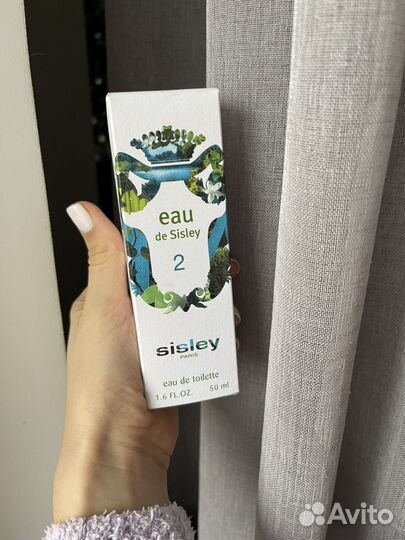 eau
de Sisley
2
sisley
PARIS
eau de toilette
1.6 FL.OZ. 50 ml
Avito